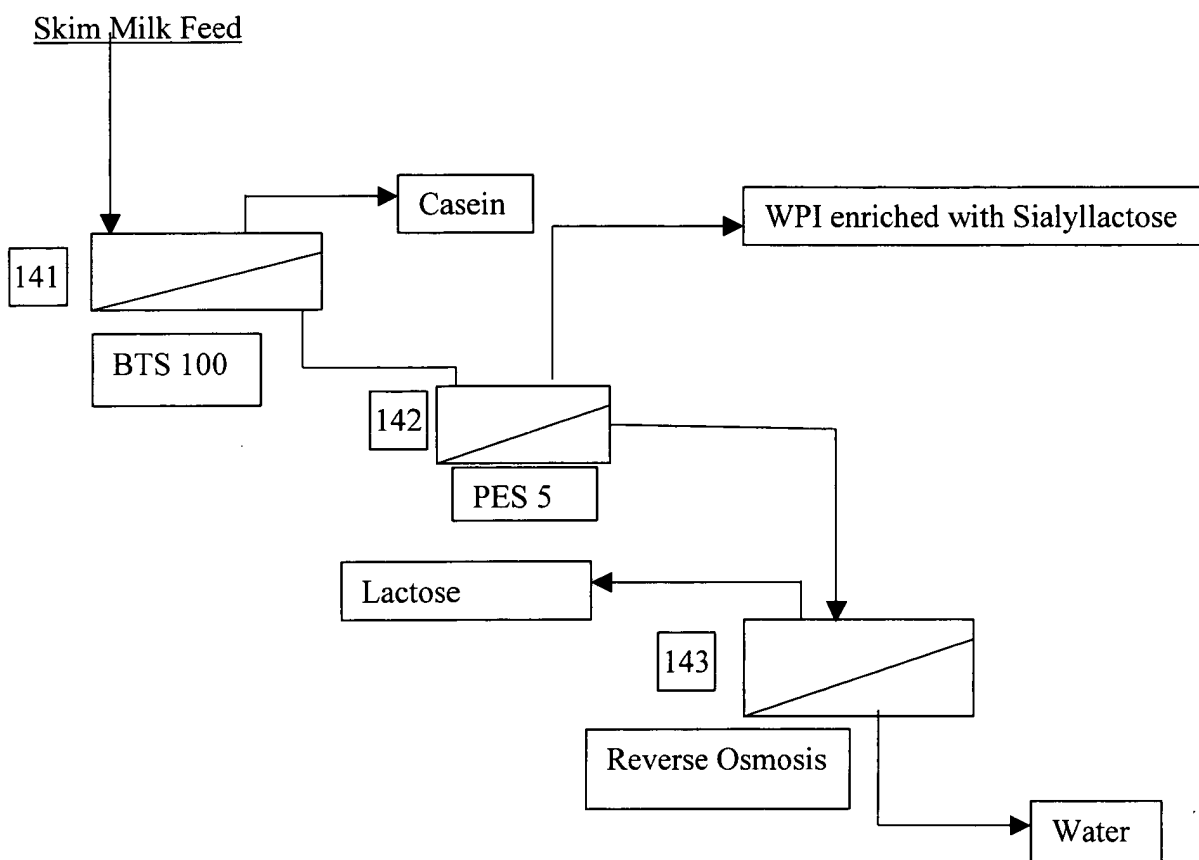 Skim Milk Feed
Casein
WPI enriched with Sialyllactose
141
BTS 100
142
PES 5
Lactose
143
Reverse Osmosis
Water